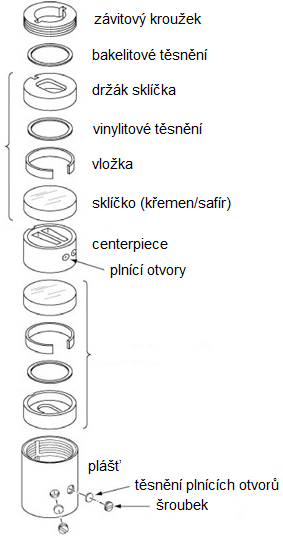 závitový kroužek
bakelitové těsnění
držák sklíčka
vinylitové těsnění
vložka
sklíčko (křemen/safír)
centerpiece
plnící otvory
plášť
těsnění plnících otvorů
šroubek